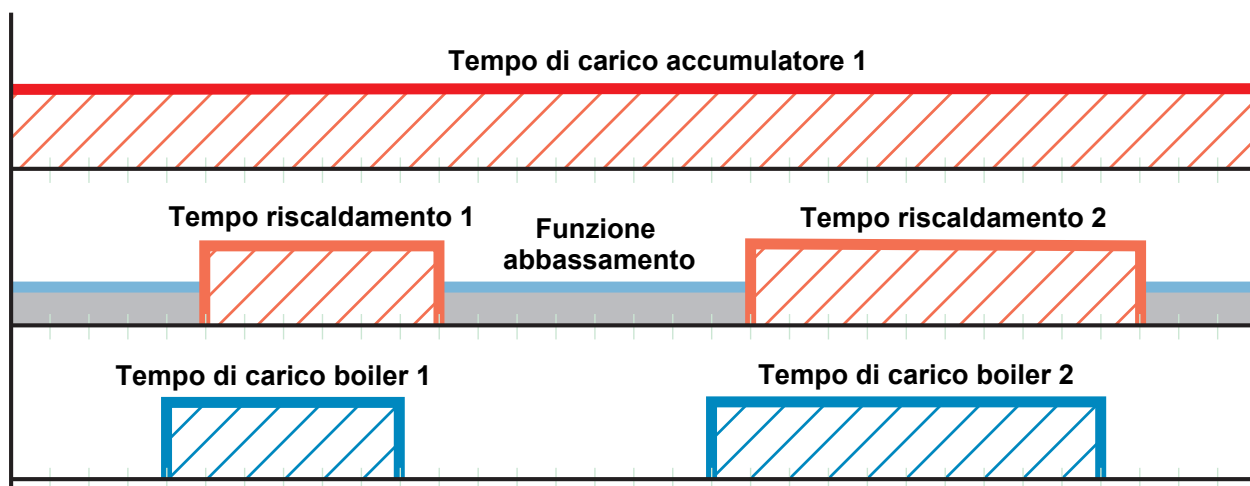 Tempo di carico accumulatore 1
Tempo riscaldamento 1
Funzione
abbassamento
Tempo riscaldamento 2
Tempo di carico boiler 1
Tempo di carico boiler 2